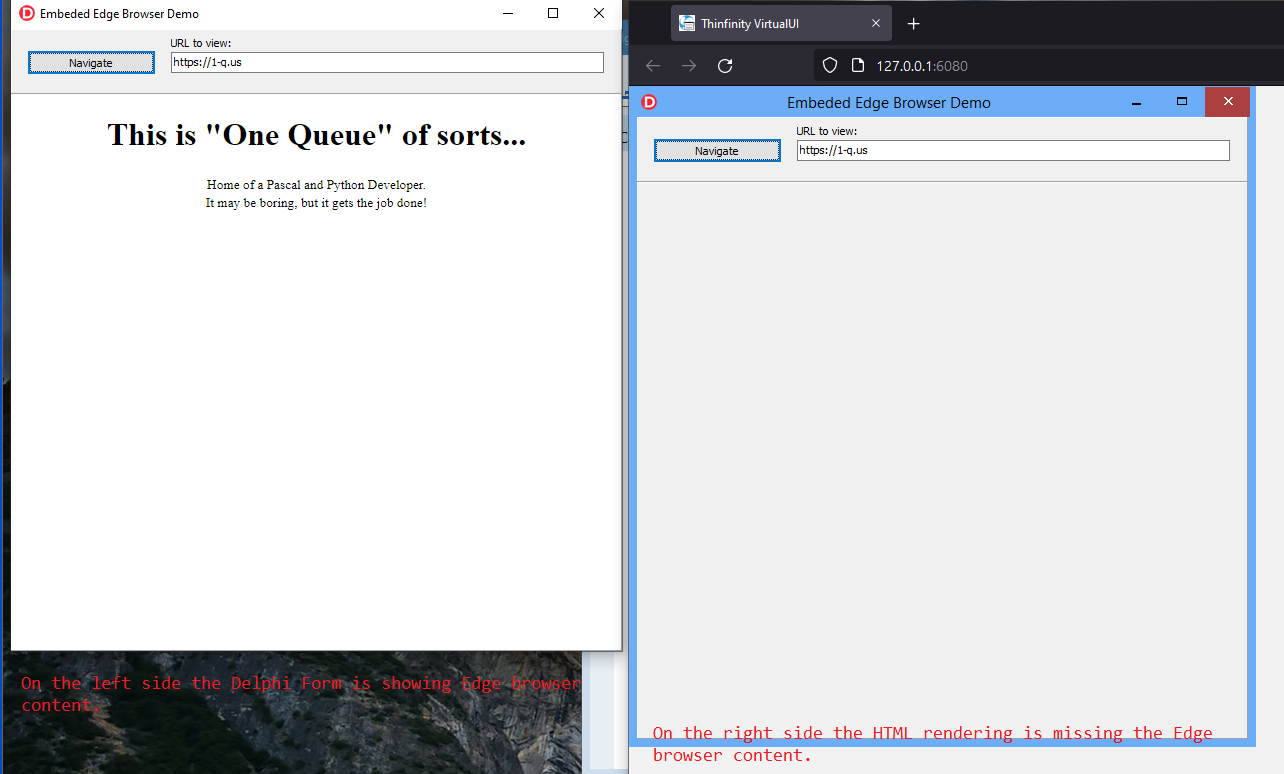 Embeded Edge Browser Demo
URL to view:
Navigate
https://1-q.us
This is "One Queue" of sorts...
Home of a Pascal and Python Developer.
It may be boring, but it gets the job done!
On the left side the Delphi Form is showing Edge browser
content.
Thinfinity VirtualUI
127.0.0.1:6080
D
Embeded Edge Browser Demo
URL to view:
Navigate
https://1-q.us
On the right side the HTML rendering is missing the Edge
browser content.